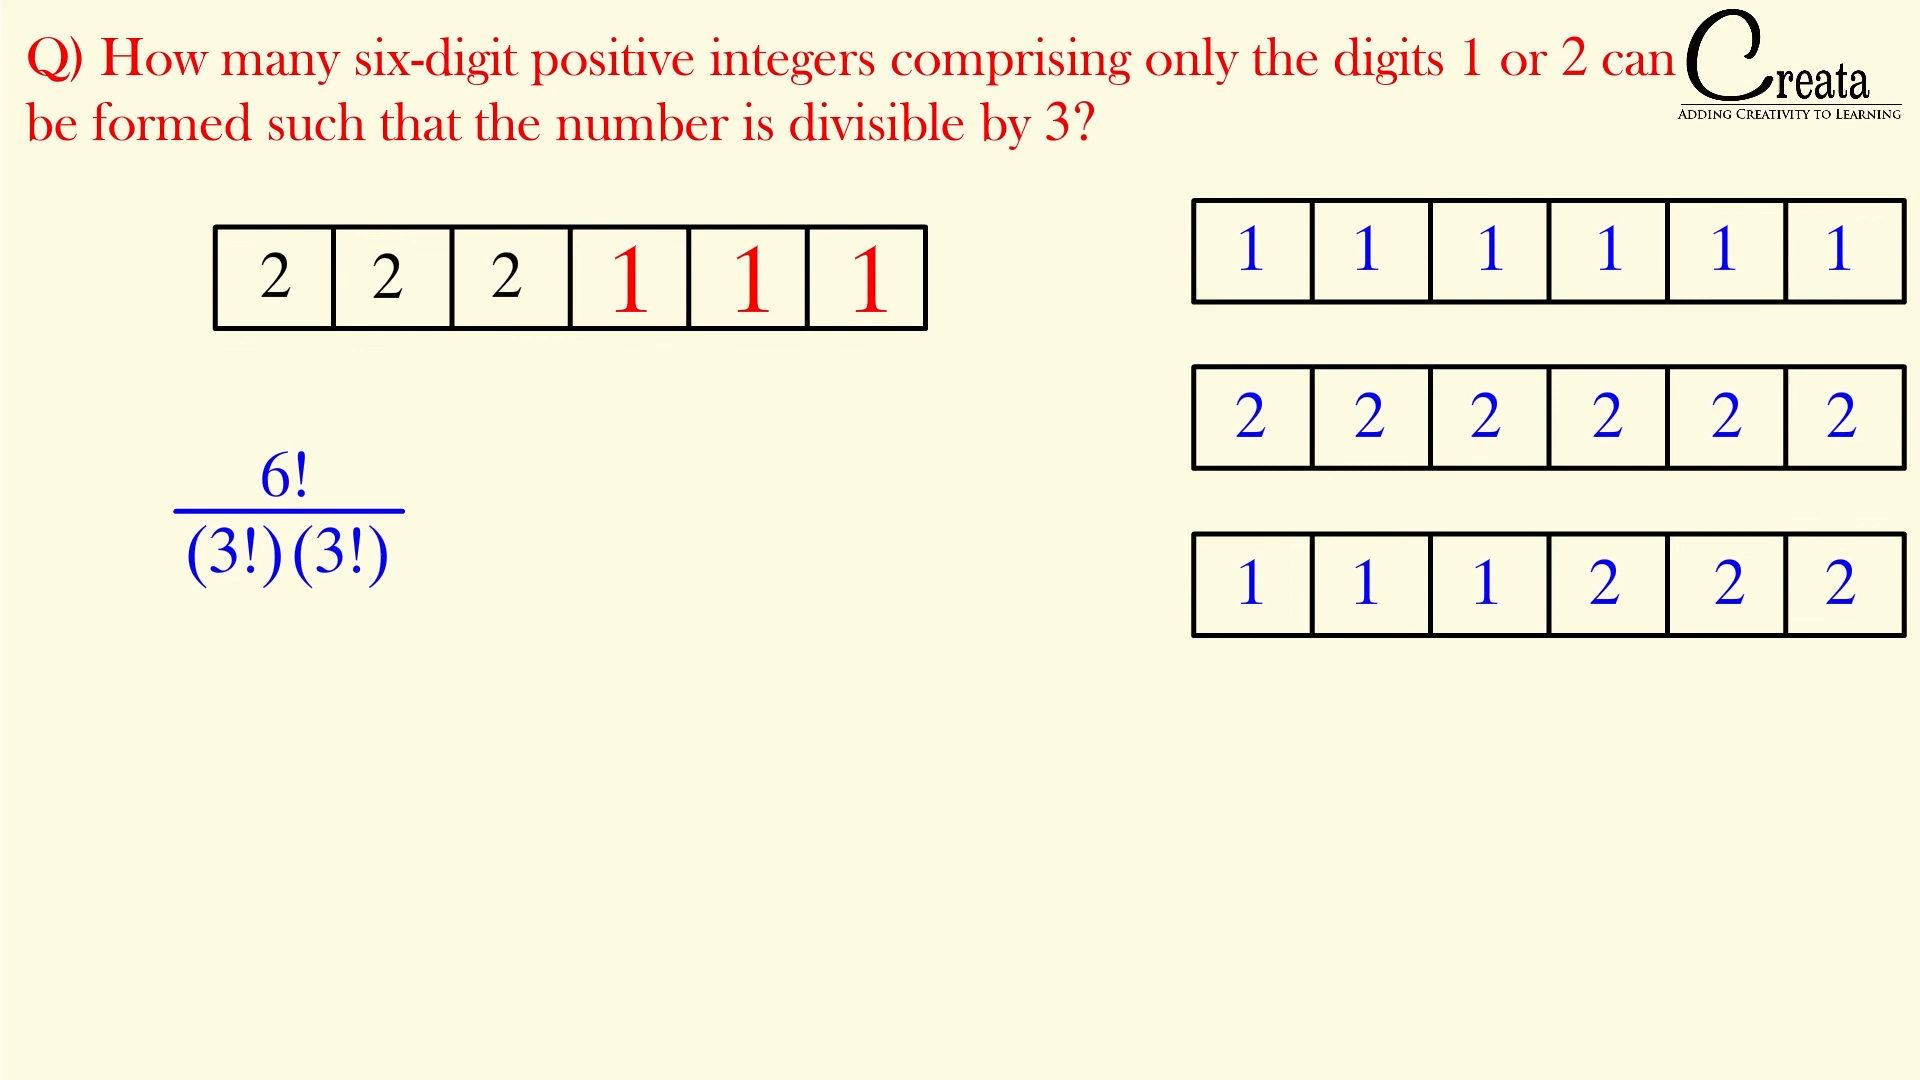 Q) How many six-digit positive integers comprising only the digits 1 or 2 can
be formed such that the number is divisible by 3?
Creata
ADDING CREATIVITY TO LEARNING
2 2 2 1 1 1
6!
(3!)(3!)
1 1 1 1 1 1
2 2 2 2 2 2
1 1 1 2 2 2